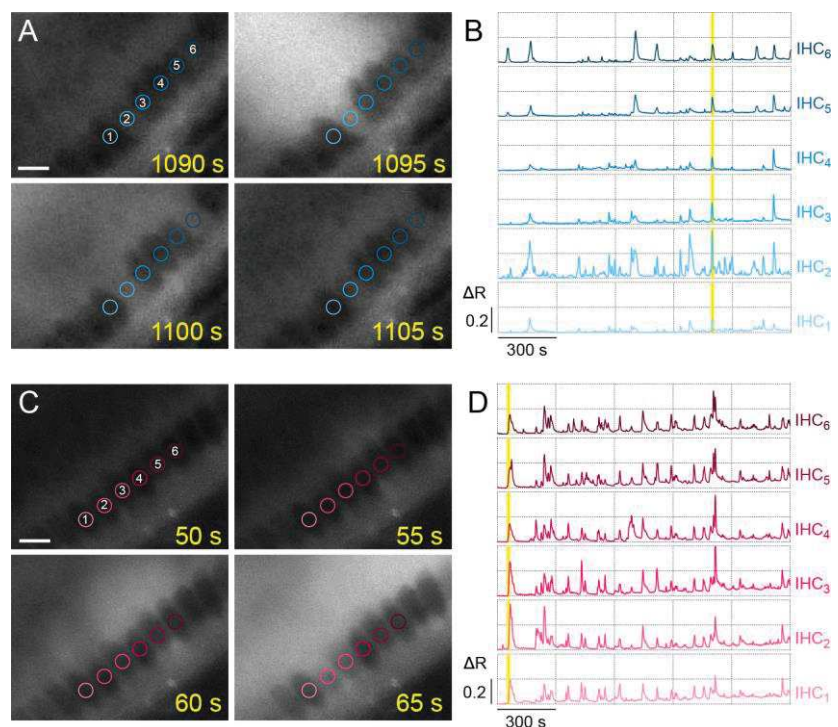 A
1
2
3
4
5
6
1090 s
1095 s
1100 s
1105 s
B
IHC6
IHC5
IHC4
IHC3
IHC2
IHC1
ΔR
0.2
300 s
C
1
2
3
4
5
6
50 s
55 s
60 s
65 s
D
IHC6
IHC5
IHC4
IHC3
IHC2
IHC1
ΔR
0.2
300 s